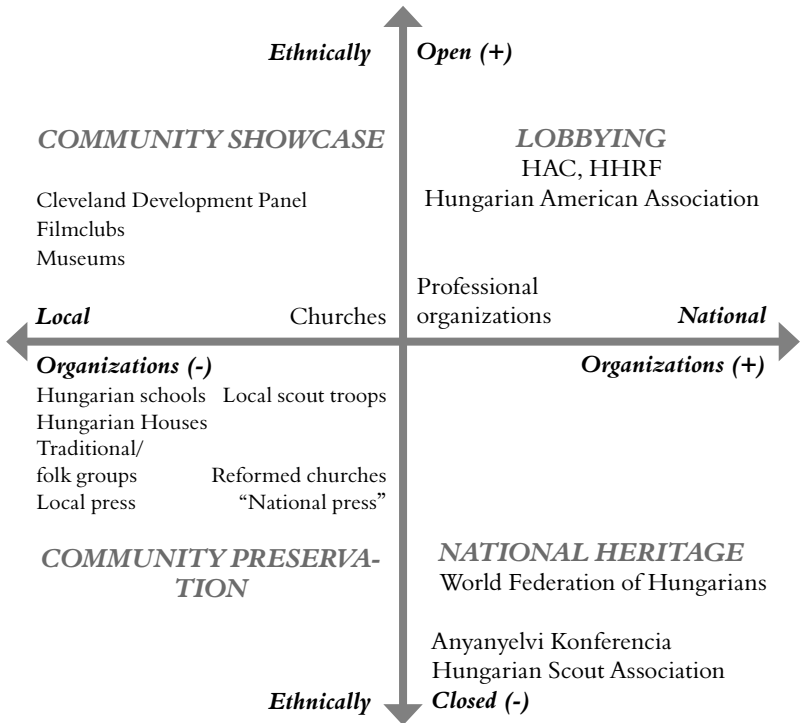 Ethnically Open (+)
COMMUNITY SHOWCASE
Cleveland Development Panel
Filmclubs
Museums
LOBBYING
HAC, HHRF
Hungarian American Association
Local
Churches
Professional
organizations
National
Organizations (-)
Organizations (+)
Hungarian schools
Hungarian Houses
Traditional/
folk groups
Local press
Local scout troops
Reformed churches
“National press”
COMMUNITY PRESERVA-
TION
NATIONAL HERITAGE
World Federation of Hungarians
Anyanyelvi Konferencia
Hungarian Scout Association
Ethnically Closed (-)